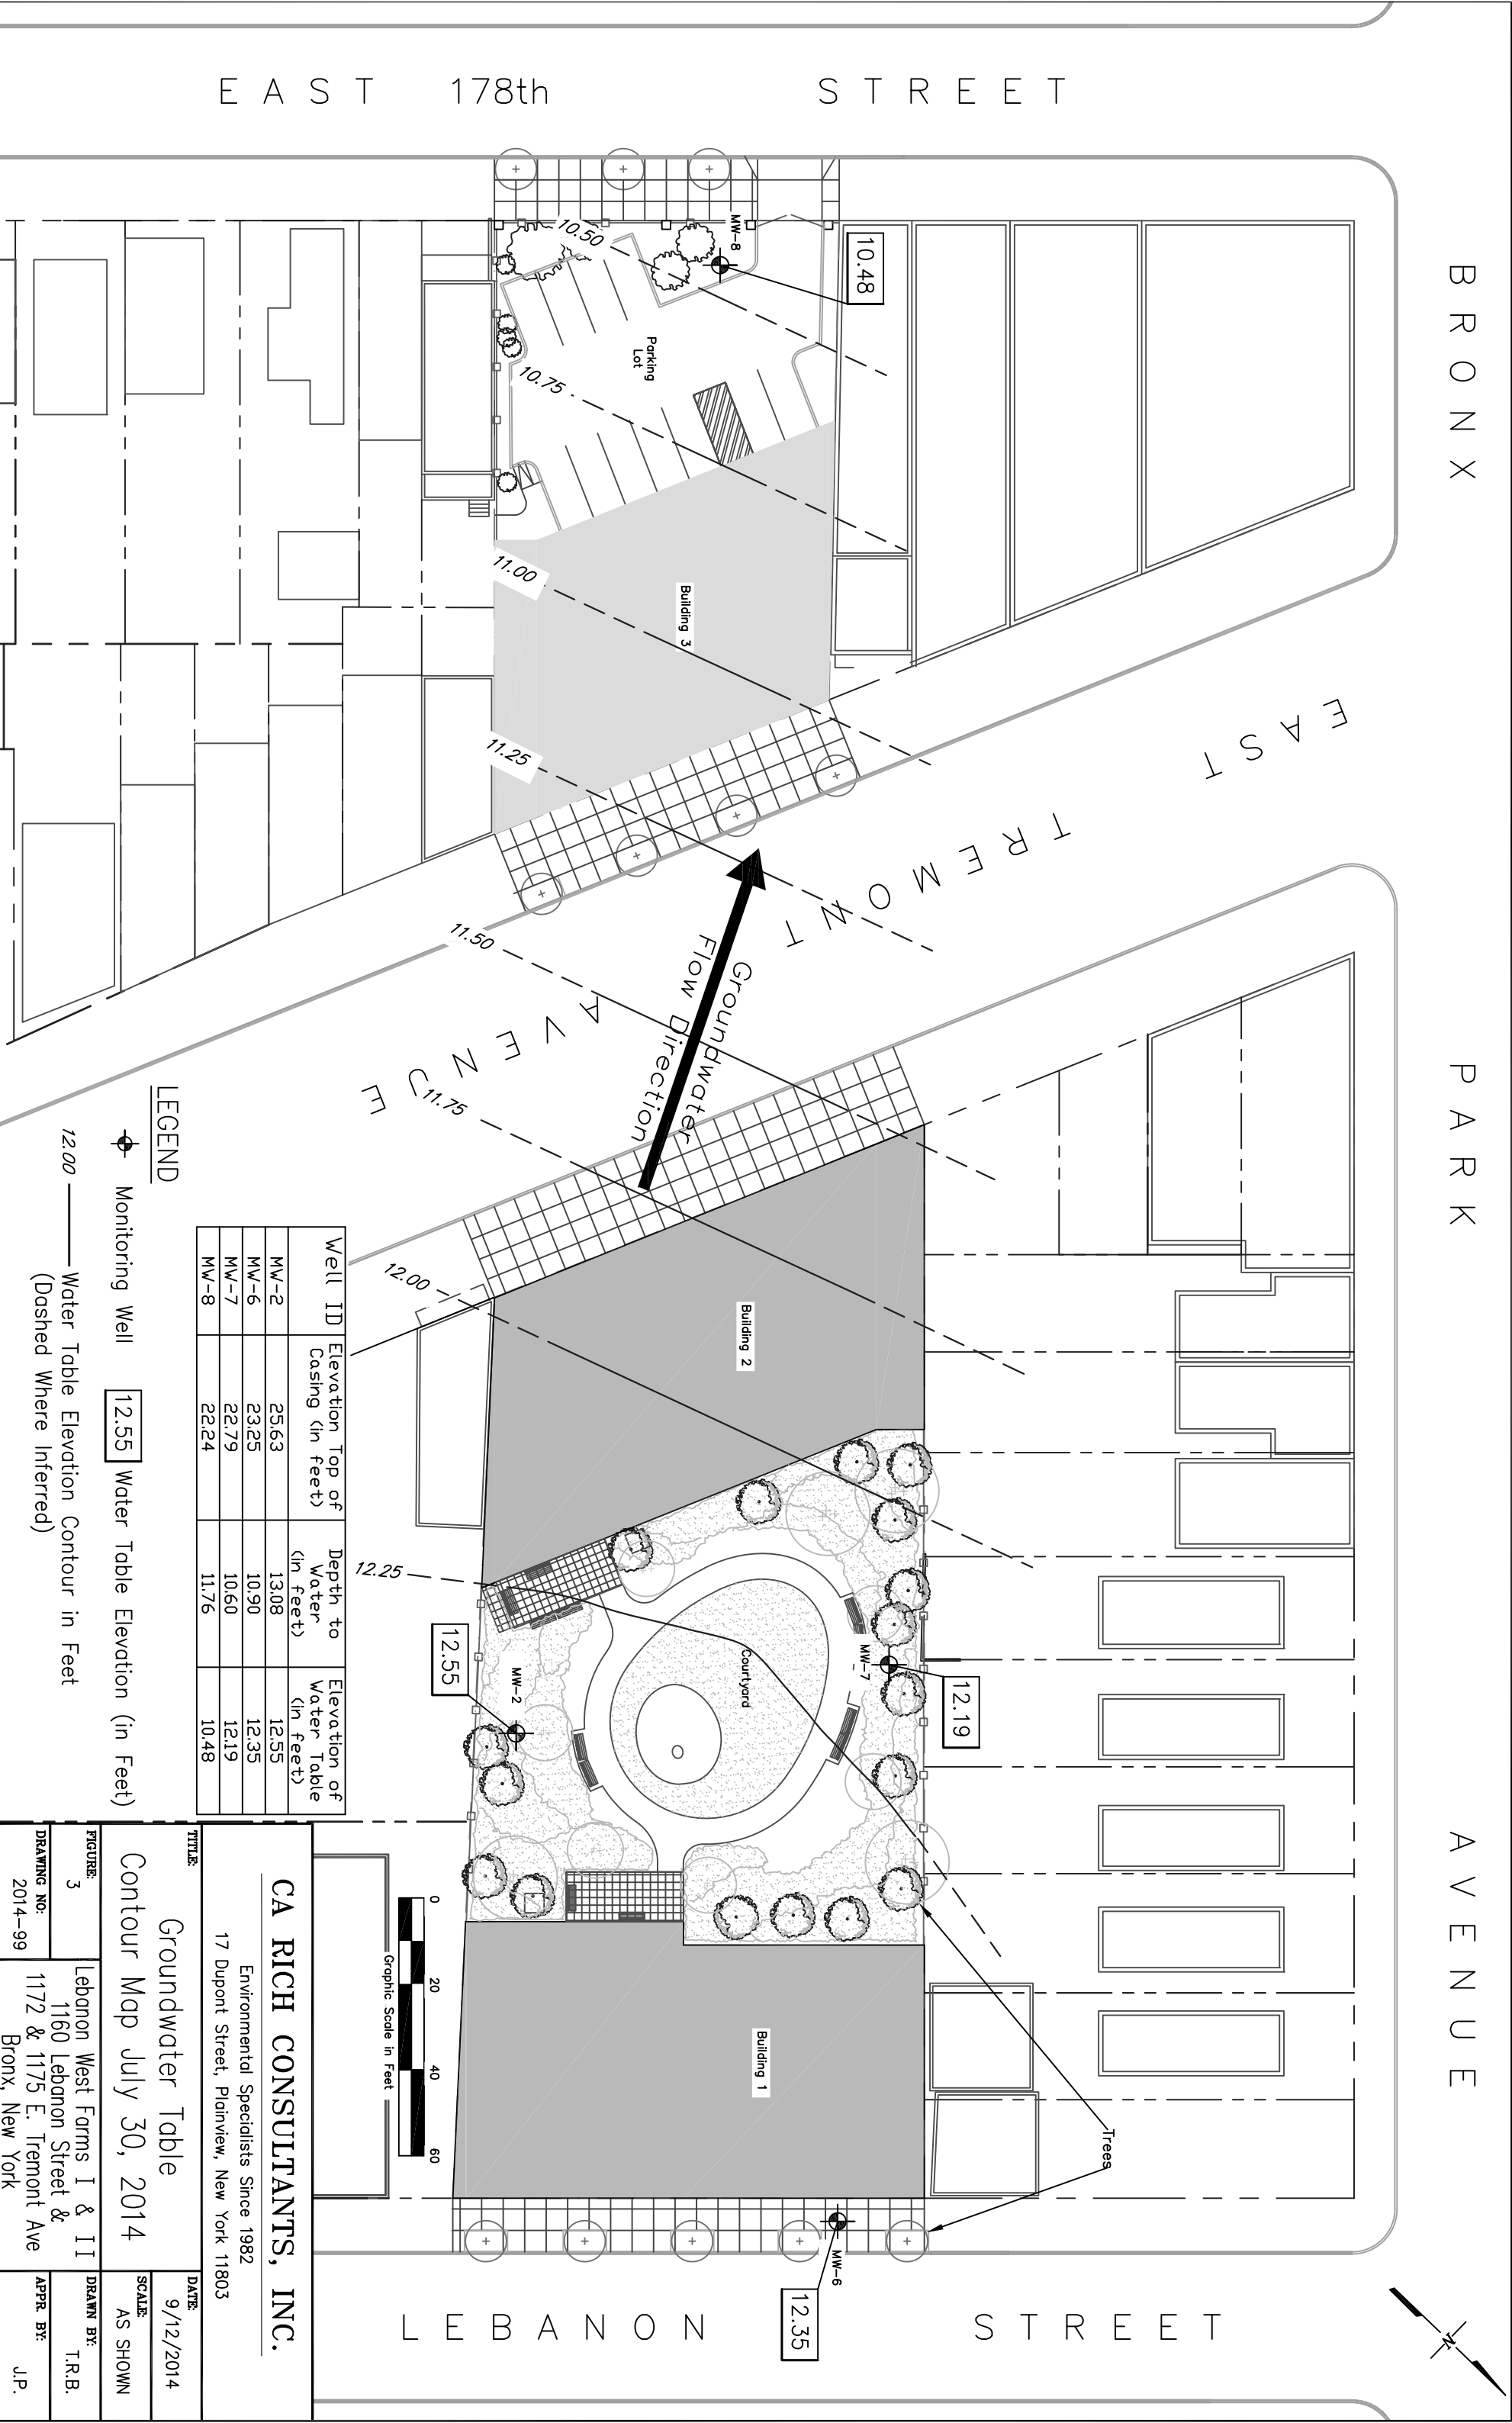 EAST 178th STREET
BRONX PARK AVENUE
EAST TREMONT AVENUE
LEBANON STREET
MW-8
10.48
10.50
Parking
Lot
10.75
11.00
Building 3
11.25
11.50
Groundwater
Flow Direction
11.75
12.00
Building 2
12.25
12.55
MW-2
Courtyard
MW-7
12.19
Building 1
Trees
MW-6
12.35
N
LEGEND
Monitoring Well
12.55 Water Table Elevation (in Feet)
12.00 Water Table Elevation Contour in Feet
(Dashed Where Inferred)
Well ID Elevation Top of Casing (in feet) Depth to Water (in feet) Elevation of Water Table (in feet)
MW-2 25.63 13.08 12.55
MW-6 23.25 10.90 12.35
MW-7 22.79 10.60 12.19
MW-8 22.24 11.76 10.48
0 20 40 60
Graphic Scale in Feet
CA RICH CONSULTANTS, INC.
Environmental Specialists Since 1982
17 Dupont Street, Plainview, New York 11803
TITLE:
Groundwater Table
Contour Map July 30, 2014
DATE:
9/12/2014
SCALE:
AS SHOWN
FIGURE:
3
DRAWING NO:
2014-99
Lebanon West Farms I & II
1160 Lebanon Street &
1172 & 1175 E. Tremont Ave
Bronx, New York
DRAWN BY:
T.R.B.
APPR. BY:
J.P.